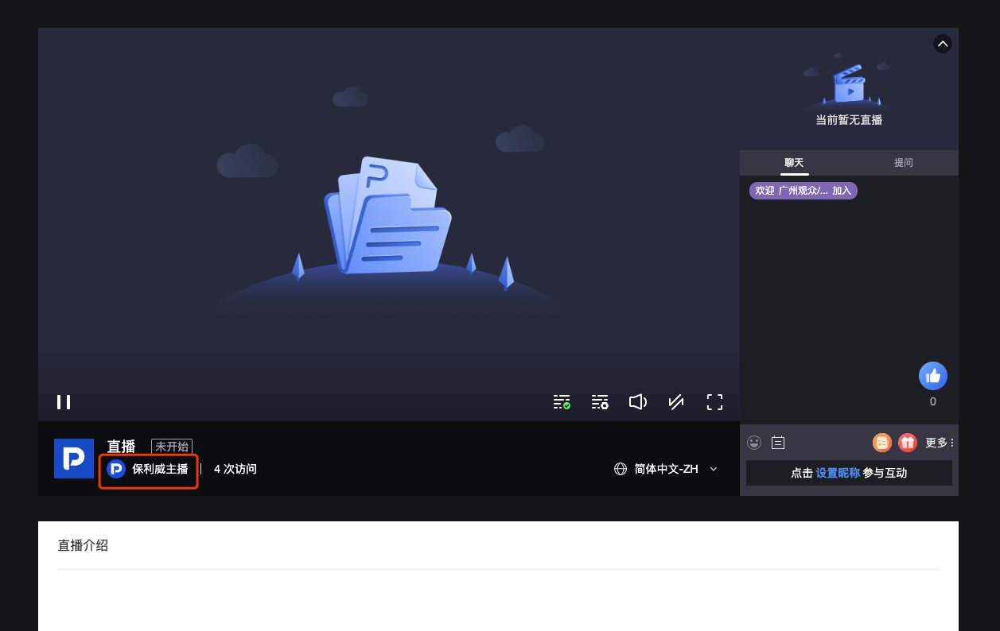 当前暂无直播
聊天 提问
欢迎 广州观众/... 加入
0
直播 未开始
保利威主播 | 4 次访问 简体中文-ZH
更多
点击 设置昵称 参与互动
直播介绍